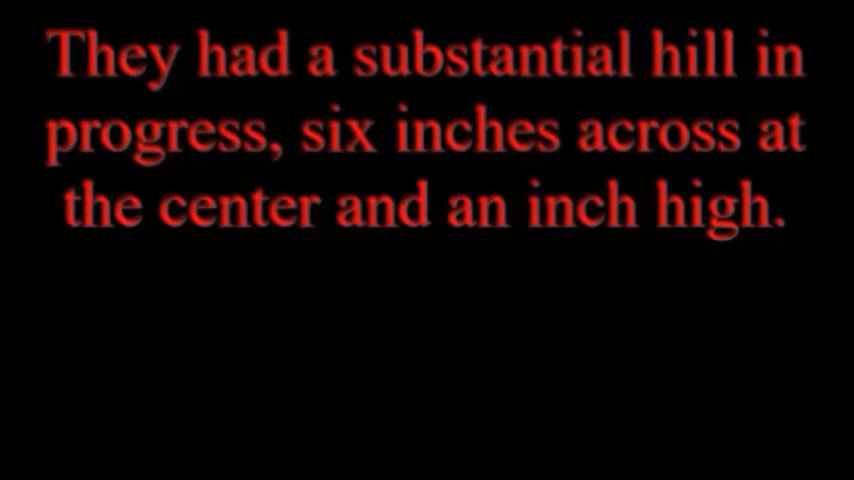 They had a substantial hill in
progress, six inches across at
the center and an inch high.